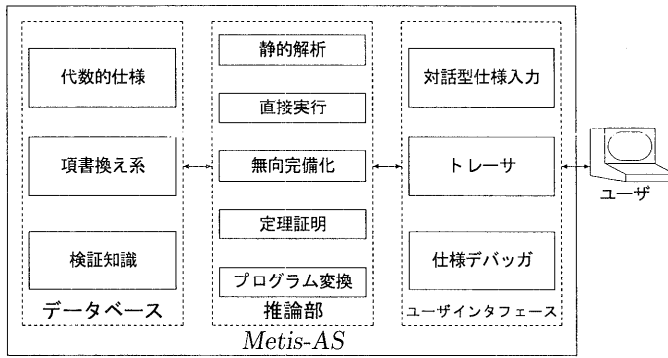 代数的仕様
項書換え系
検証知識
データベース
静的解析
直接実行
無向完備化
定理証明
プログラム変換
推論部
対話型仕様入力
トレーサ
仕様デバッガ
ユーザインタフェース
ユーザ
Metis-AS